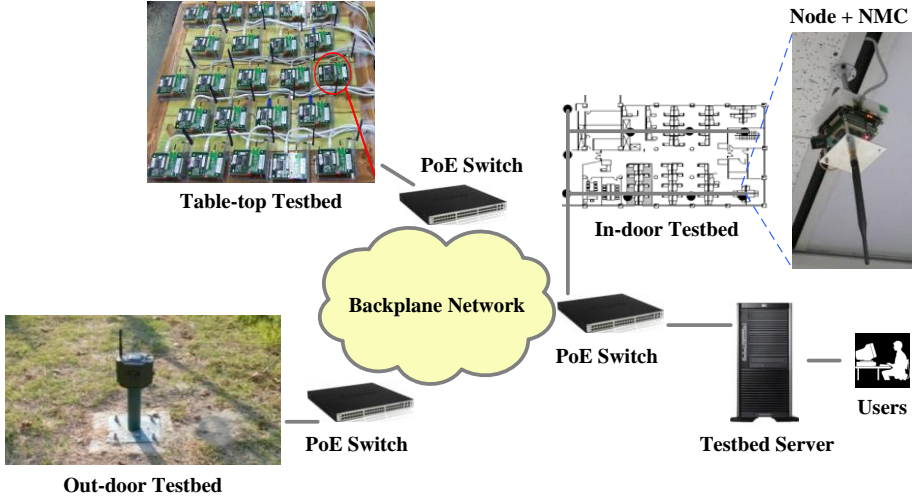 Node + NMC
PoE Switch
Table-top Testbed
In-door Testbed
Backplane Network
PoE Switch
PoE Switch
Testbed Server
Users
Out-door Testbed